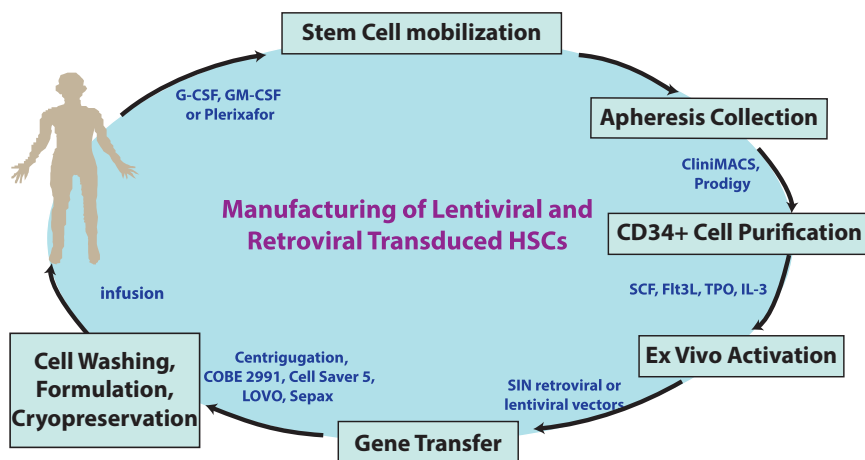 Stem Cell mobilization
G-CSF, GM-CSF
or Plerixafor
Apheresis Collection
CliniMACS,
Prodigy
Manufacturing of Lentiviral and
Retroviral Transduced HSCs
CD34+ Cell Purification
SCF, Flt3L, TPO, IL-3
Ex Vivo Activation
SIN retroviral or
lentiviral vectors
Gene Transfer
Centrigugation,
COBE 2991, Cell Saver 5,
LOVO, Sepax
Cell Washing,
Formulation,
Cryopreservation
infusion